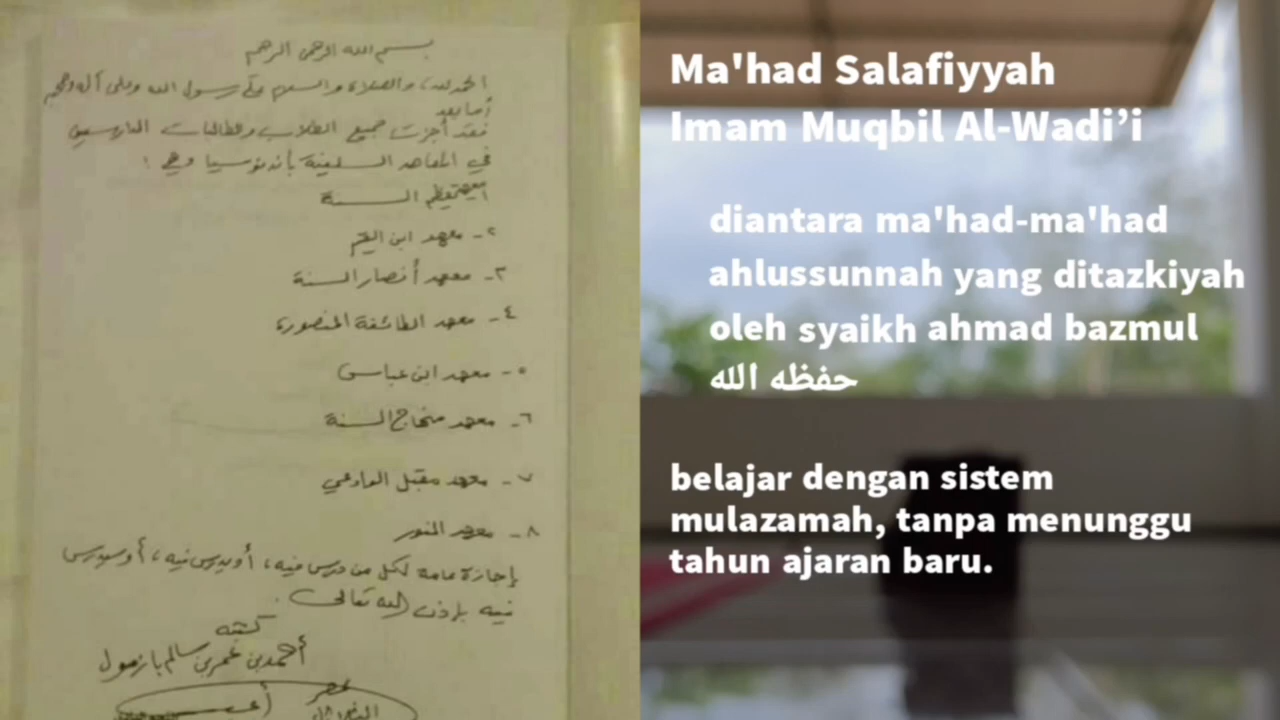 بسم الله الرحمن الرحيم
الحمد لله، والصلاة والسلام على رسول الله وعلى آله وصحبه
أما بعد
فقد أجزت جميع الطلاب والطالبات الدارسين
في المعاهد السلفية بأندونوسيا وهي :
السنة
٢- معهد ابن القيم
٣- معهد أنصار السنة
٤- معهد الطائفة المنصورة
٥- معهد ابن عباس
٦- معهد منهاج السنة
٧- معهد مقبل الوادعي
٨- معهد المنور
إجازة عامة لكل من درس فيه، أو يدرس فيه، أو سيدرس
فيه بإذن الله تعالى .
كتبه
أحمد بن عمر بن سالم بازمول
Ma'had Salafiyyah
Imam Muqbil Al-Wadi’i
diantara ma'had-ma'had
ahlussunnah yang ditazkiyah
oleh syaikh ahmad bazmul
حفظه الله
belajar dengan sistem
mulazamah, tanpa menunggu
tahun ajaran baru.